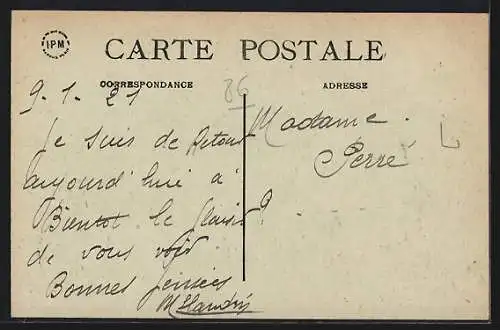 IPM
CARTE POSTALE
CORRESPONDANCE
ADRESSE
86
9-1-21
Je suis de Retour
aujourd'hui à
Bientot le plaisir
de vous voir
Bonnes pensées
Madame
Perré